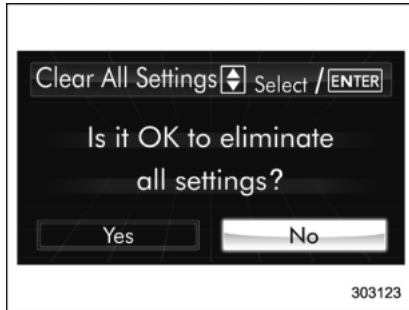 Clear All Settings Select / ENTER
Is it OK to eliminate
all settings?
Yes No
303123